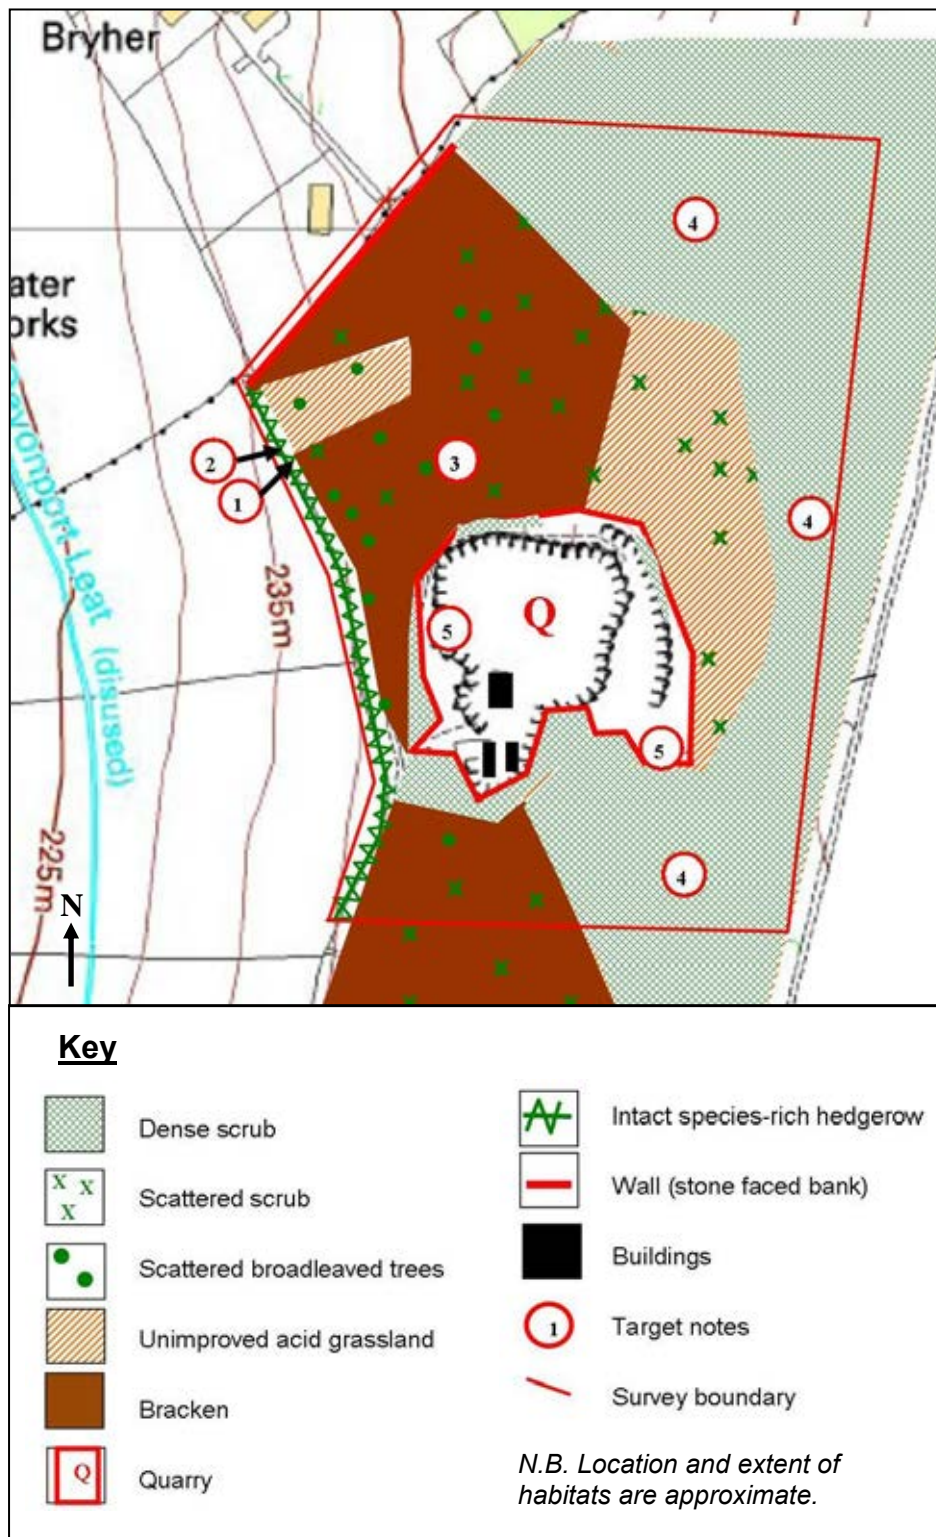 Bryher
4
ater
orks
2
3
1
4
235m
Q
5
5
Davonport Leat (disused)
225m
4
N
Key
Dense scrub
Scattered scrub
Scattered broadleaved trees
Unimproved acid grassland
Bracken
Q
Quarry
Intact species-rich hedgerow
Wall (stone faced bank)
Buildings
1
Target notes
Survey boundary
N.B. Location and extent of
habitats are approximate.